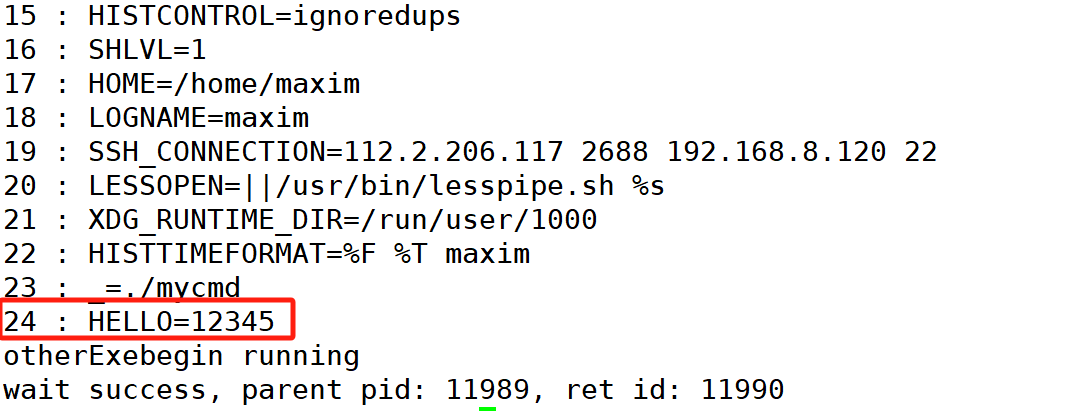 15 : HISTCONTROL=ignoredups
16 : SHLVL=1
17 : HOME=/home/maxim
18 : LOGNAME=maxim
19 : SSH_CONNECTION=112.2.206.117 2688 192.168.8.120 22
20 : LESSOPEN=||/usr/bin/lesspipe.sh %s
21 : XDG_RUNTIME_DIR=/run/user/1000
22 : HISTTIMEFORMAT=%F %T maxim
23 : _=./mycmd
24 : HELLO=12345
otherExebegin running
wait success, parent pid: 11989, ret id: 11990